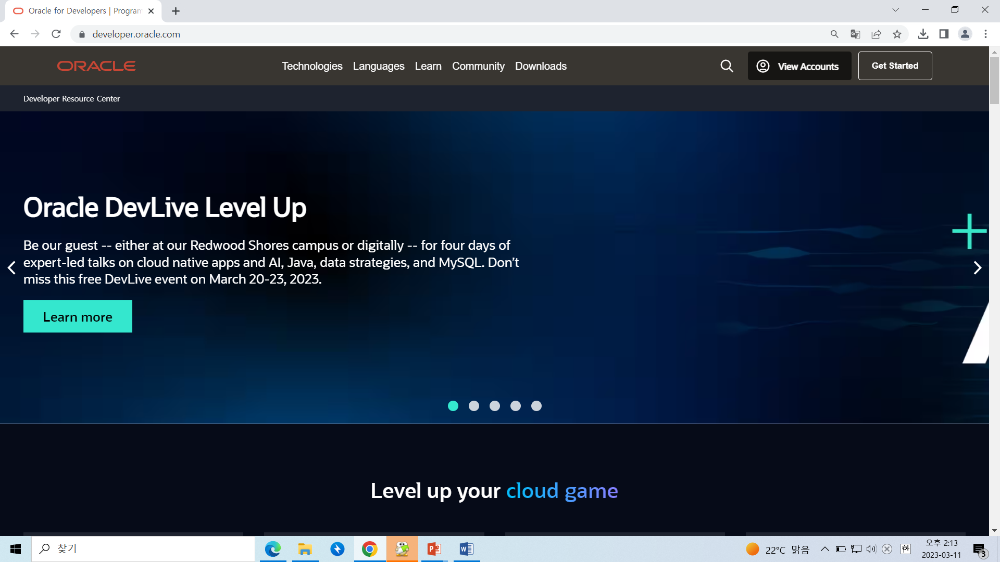 Oracle for Developers | Program
developer.oracle.com
ORACLE
Technologies Languages Learn Community Downloads
View Accounts
Get Started
Developer Resource Center
Oracle DevLive Level Up
Be our guest -- either at our Redwood Shores campus or digitally -- for four days of
expert-led talks on cloud native apps and AI, Java, data strategies, and MySQL. Don’t
miss this free DevLive event on March 20-23, 2023.
Learn more
Level up your cloud game
찾기
22°C 맑음
한
오후 2:13
2023-03-11
3